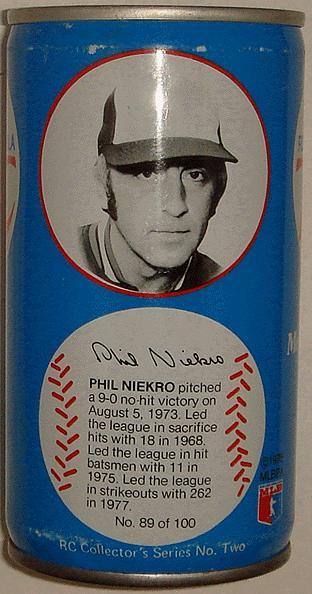 Phil Niekro
PHIL NIEKRO pitched
a 9-0 no-hit victory on
August 5, 1973. Led
the league in sacrifice
hits with 18 in 1968.
Led the league in hit
batsmen with 11 in
1975. Led the league
in strikeouts with 262
in 1977.
No. 89 of 100
MLBPA
RC Collector's Series No. Two